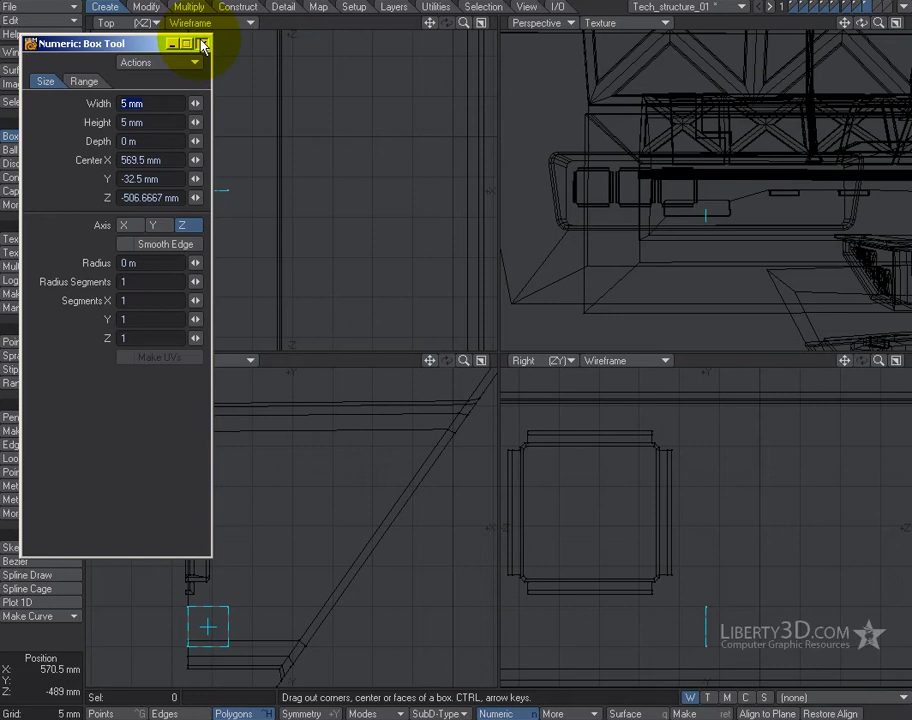 File
Create
Modify
Multiply
Construct
Detail
Map
Setup
Layers
Utilities
View
I/O
Tech_structure_01 *
Edit
Top (XZ)
Wireframe
Perspective
Texture
Numeric: Box Tool
Actions
Size
Range
Width 5 mm
Height 5 mm
Depth 0 m
Center X 569.5 mm
Y -32.5 mm
Z -506.6667 mm
Axis X Y Z
Smooth Edge
Radius 0 m
Radius Segments 1
Segments X 1
Y 1
Z 1
Make UVs
Right (ZY)
Wireframe
Bezier
Spline Draw
Spline Cage
Plot 1D
Make Curve
LIBERTY3D.COM
Computer Graphic Resources
Position
X: 570.5 mm
Y:
Z: -489 mm
Sel: 0
Drag out corners, center or faces of a box. CTRL, arrow keys.
W T M C S (none)
Grid: 5 mm
Points ^G
Edges
Polygons ^H
Symmetry +Y
Modes
SubD-Type
Numeric n
More
Surface q
Make
Align to Plane
Restore Align